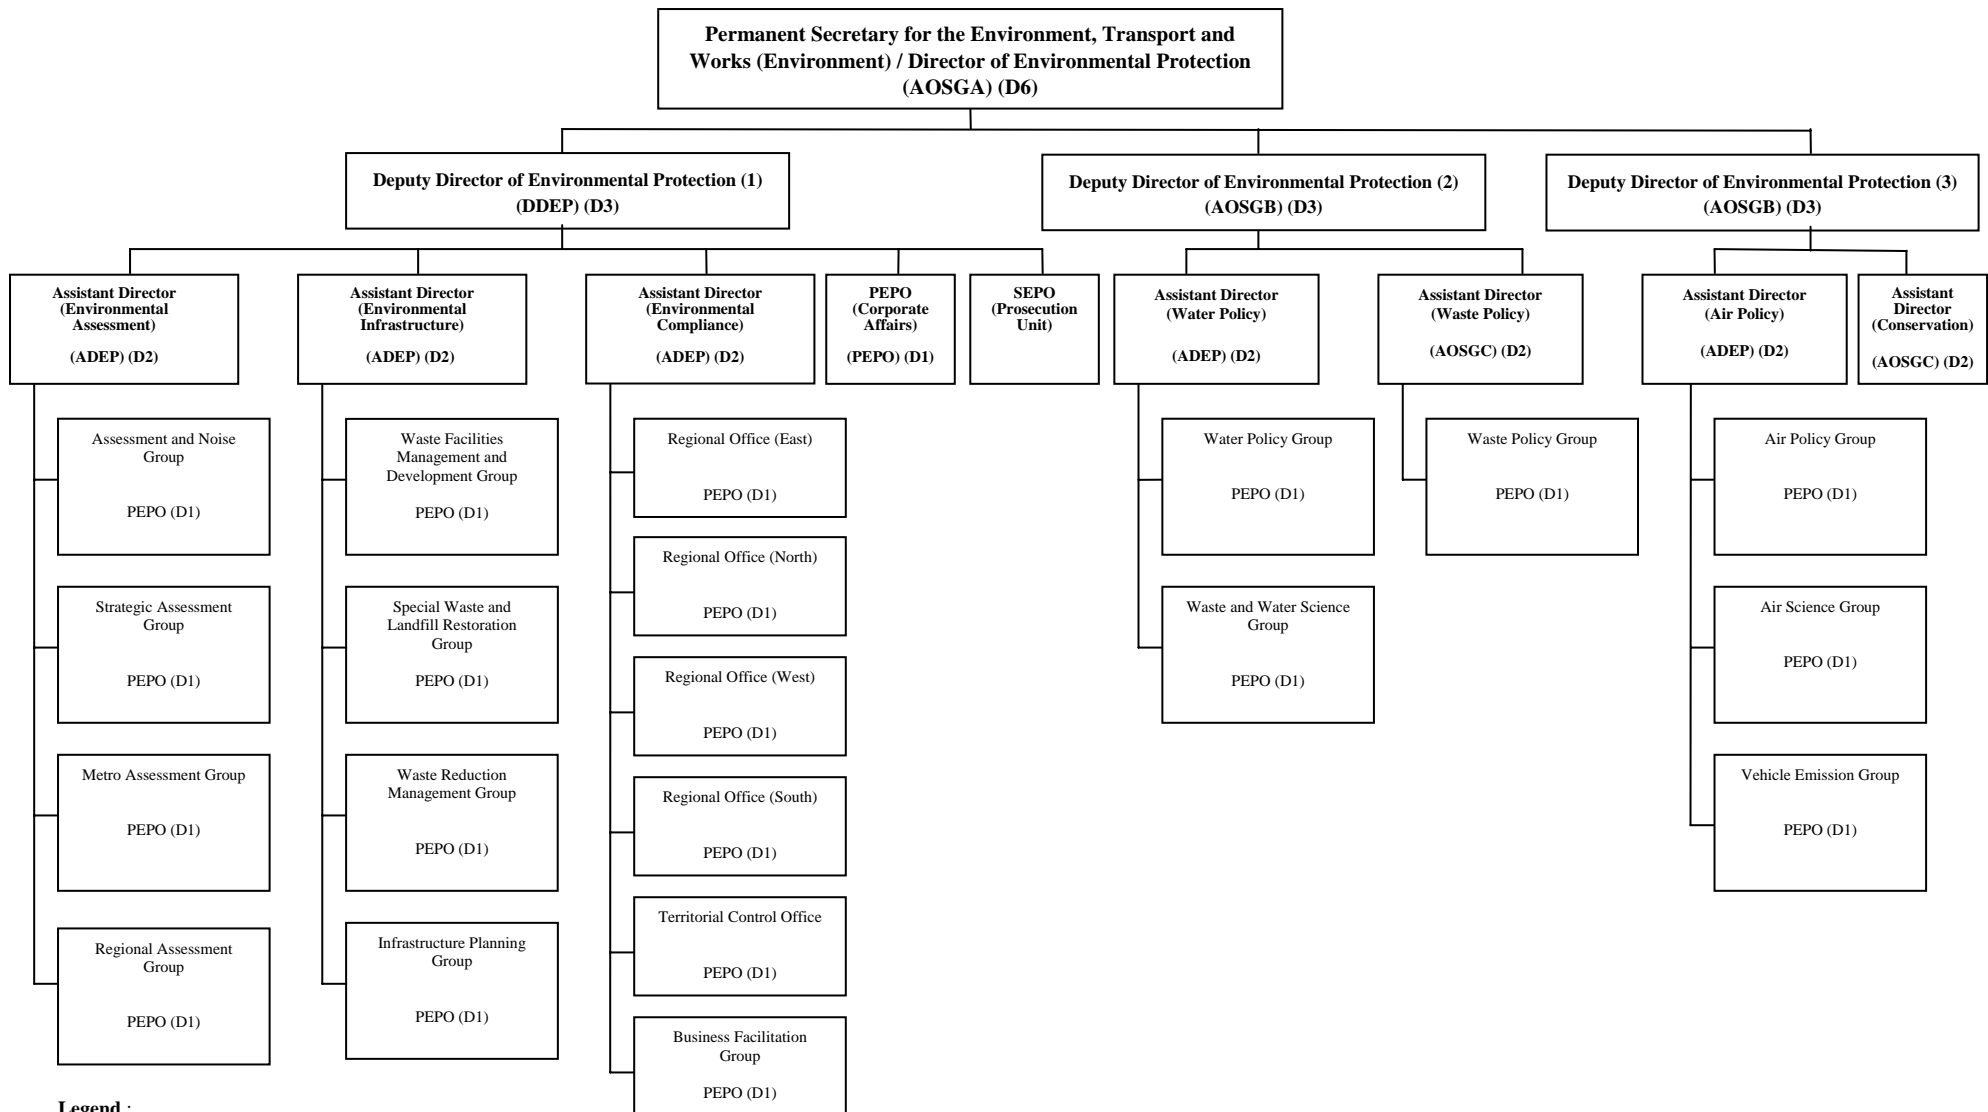 Permanent Secretary for the Environment, Transport and
Works (Environment) / Director of Environmental Protection
(AOSGA) (D6)
Deputy Director of Environmental Protection (1)
(DDEP) (D3)
Deputy Director of Environmental Protection (2)
(AOSGB) (D3)
Deputy Director of Environmental Protection (3)
(AOSGB) (D3)
Assistant Director
(Environmental
Assessment)
(ADEP) (D2)
Assistant Director
(Environmental
Infrastructure)
(ADEP) (D2)
Assistant Director
(Environmental
Compliance)
(ADEP) (D2)
PEPO
(Corporate
Affairs)
(PEPO) (D1)
SEPO
(Prosecution
Unit)
Assistant Director
(Water Policy)
(ADEP) (D2)
Assistant Director
(Waste Policy)
(AOSGC) (D2)
Assistant Director
(Air Policy)
(ADEP) (D2)
Assistant
Director
(Conservation)
(AOSGC) (D2)
Assessment and Noise
Group
PEPO (D1)
Strategic Assessment
Group
PEPO (D1)
Metro Assessment Group
PEPO (D1)
Regional Assessment
Group
PEPO (D1)
Waste Facilities
Management and
Development Group
PEPO (D1)
Special Waste and
Landfill Restoration
Group
PEPO (D1)
Waste Reduction
Management Group
PEPO (D1)
Infrastructure Planning
Group
PEPO (D1)
Regional Office (East)
PEPO (D1)
Regional Office (North)
PEPO (D1)
Regional Office (West)
PEPO (D1)
Regional Office (South)
PEPO (D1)
Territorial Control Office
PEPO (D1)
Business Facilitation
Group
PEPO (D1)
Water Policy Group
PEPO (D1)
Waste and Water Science
Group
PEPO (D1)
Waste Policy Group
PEPO (D1)
Air Policy Group
PEPO (D1)
Air Science Group
PEPO (D1)
Vehicle Emission Group
PEPO (D1)
Legend :